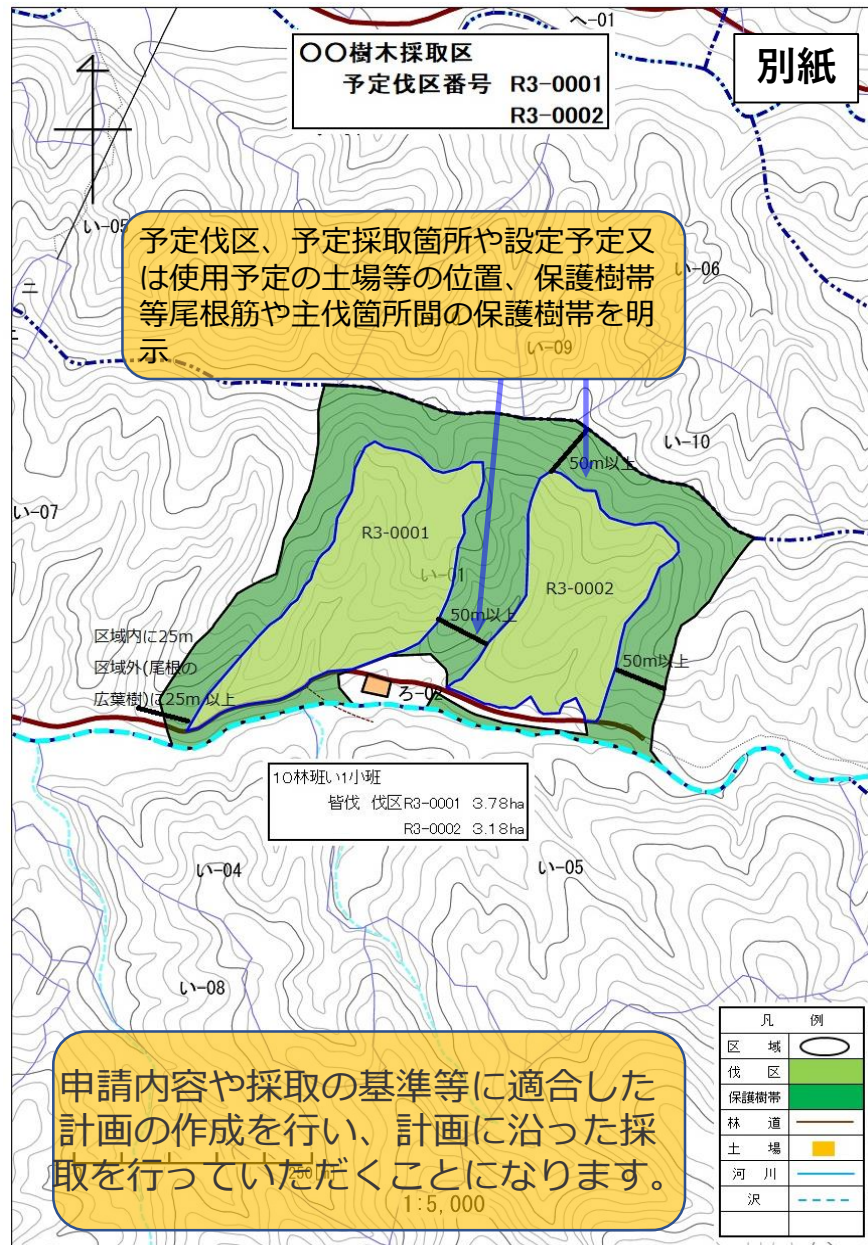 へ-01
〇〇樹木採取区
予定伐区番号 R3-0001
R3-0002
別紙
い-05
予定伐区、予定採取箇所や設定予定又
は使用予定の土場等の位置、保護樹帯
等尾根筋や主伐箇所間の保護樹帯を明
示
い-06
い-09
ニ
い-10
50m以上
い-07
R3-0001
い-01
R3-0002
50m以上
50m以上
区域内に25m
区域外(尾根の
広葉樹)に25m 以上
ろ-02
10林班い1小班
皆伐 伐区R3-0001 3.78ha
R3-0002 3.18ha
い-04
い-05
い-08
申請内容や採取の基準等に適合した
計画の作成を行い、計画に沿った採
取を行っていただくことになります。
1:5,000
凡 例
区 域
伐 区
保護樹帯
林 道
土 場
河 川
沢